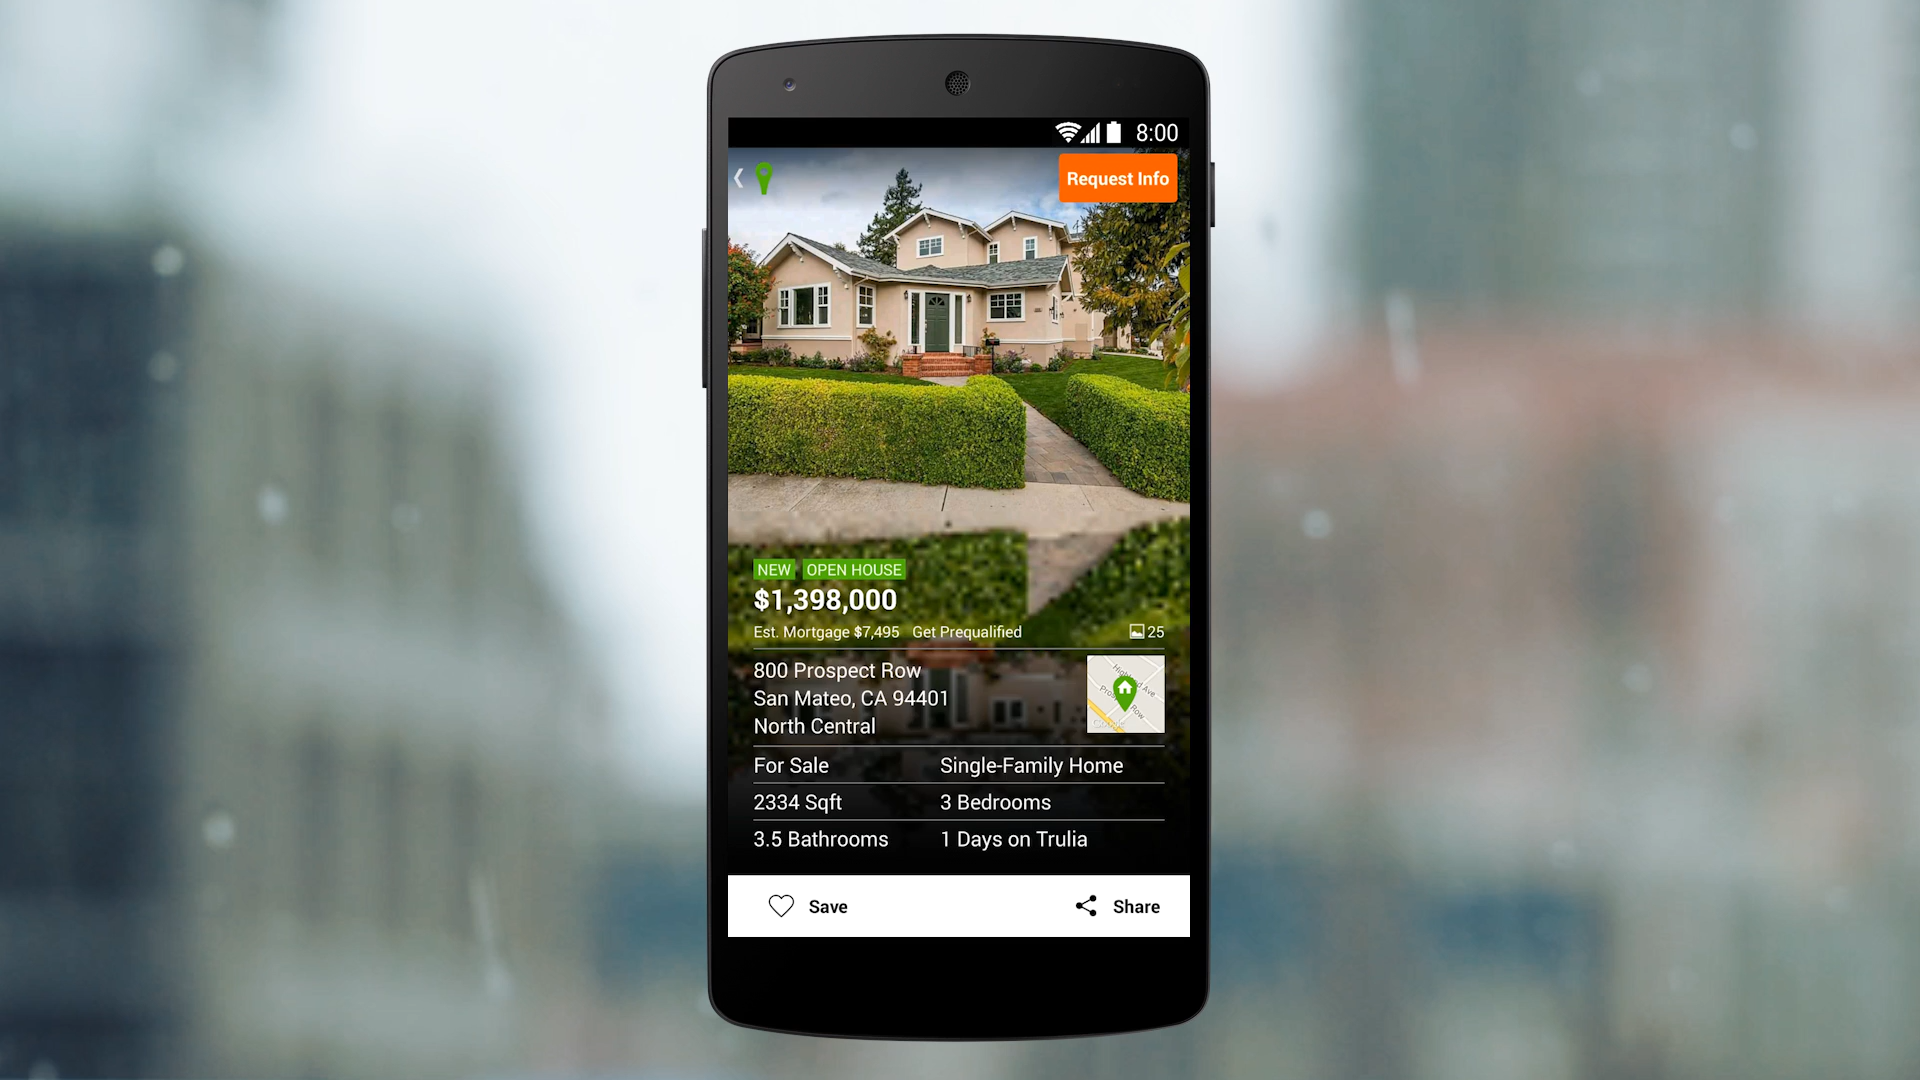 8:00
Request Info
NEW OPEN HOUSE
$1,398,000
Est. Mortgage $7,495 Get Prequalified
25
800 Prospect Row
San Mateo, CA 94401
North Central
Ave
Row
For Sale Single-Family Home
2334 Sqft 3 Bedrooms
3.5 Bathrooms 1 Days on Trulia
Save Share